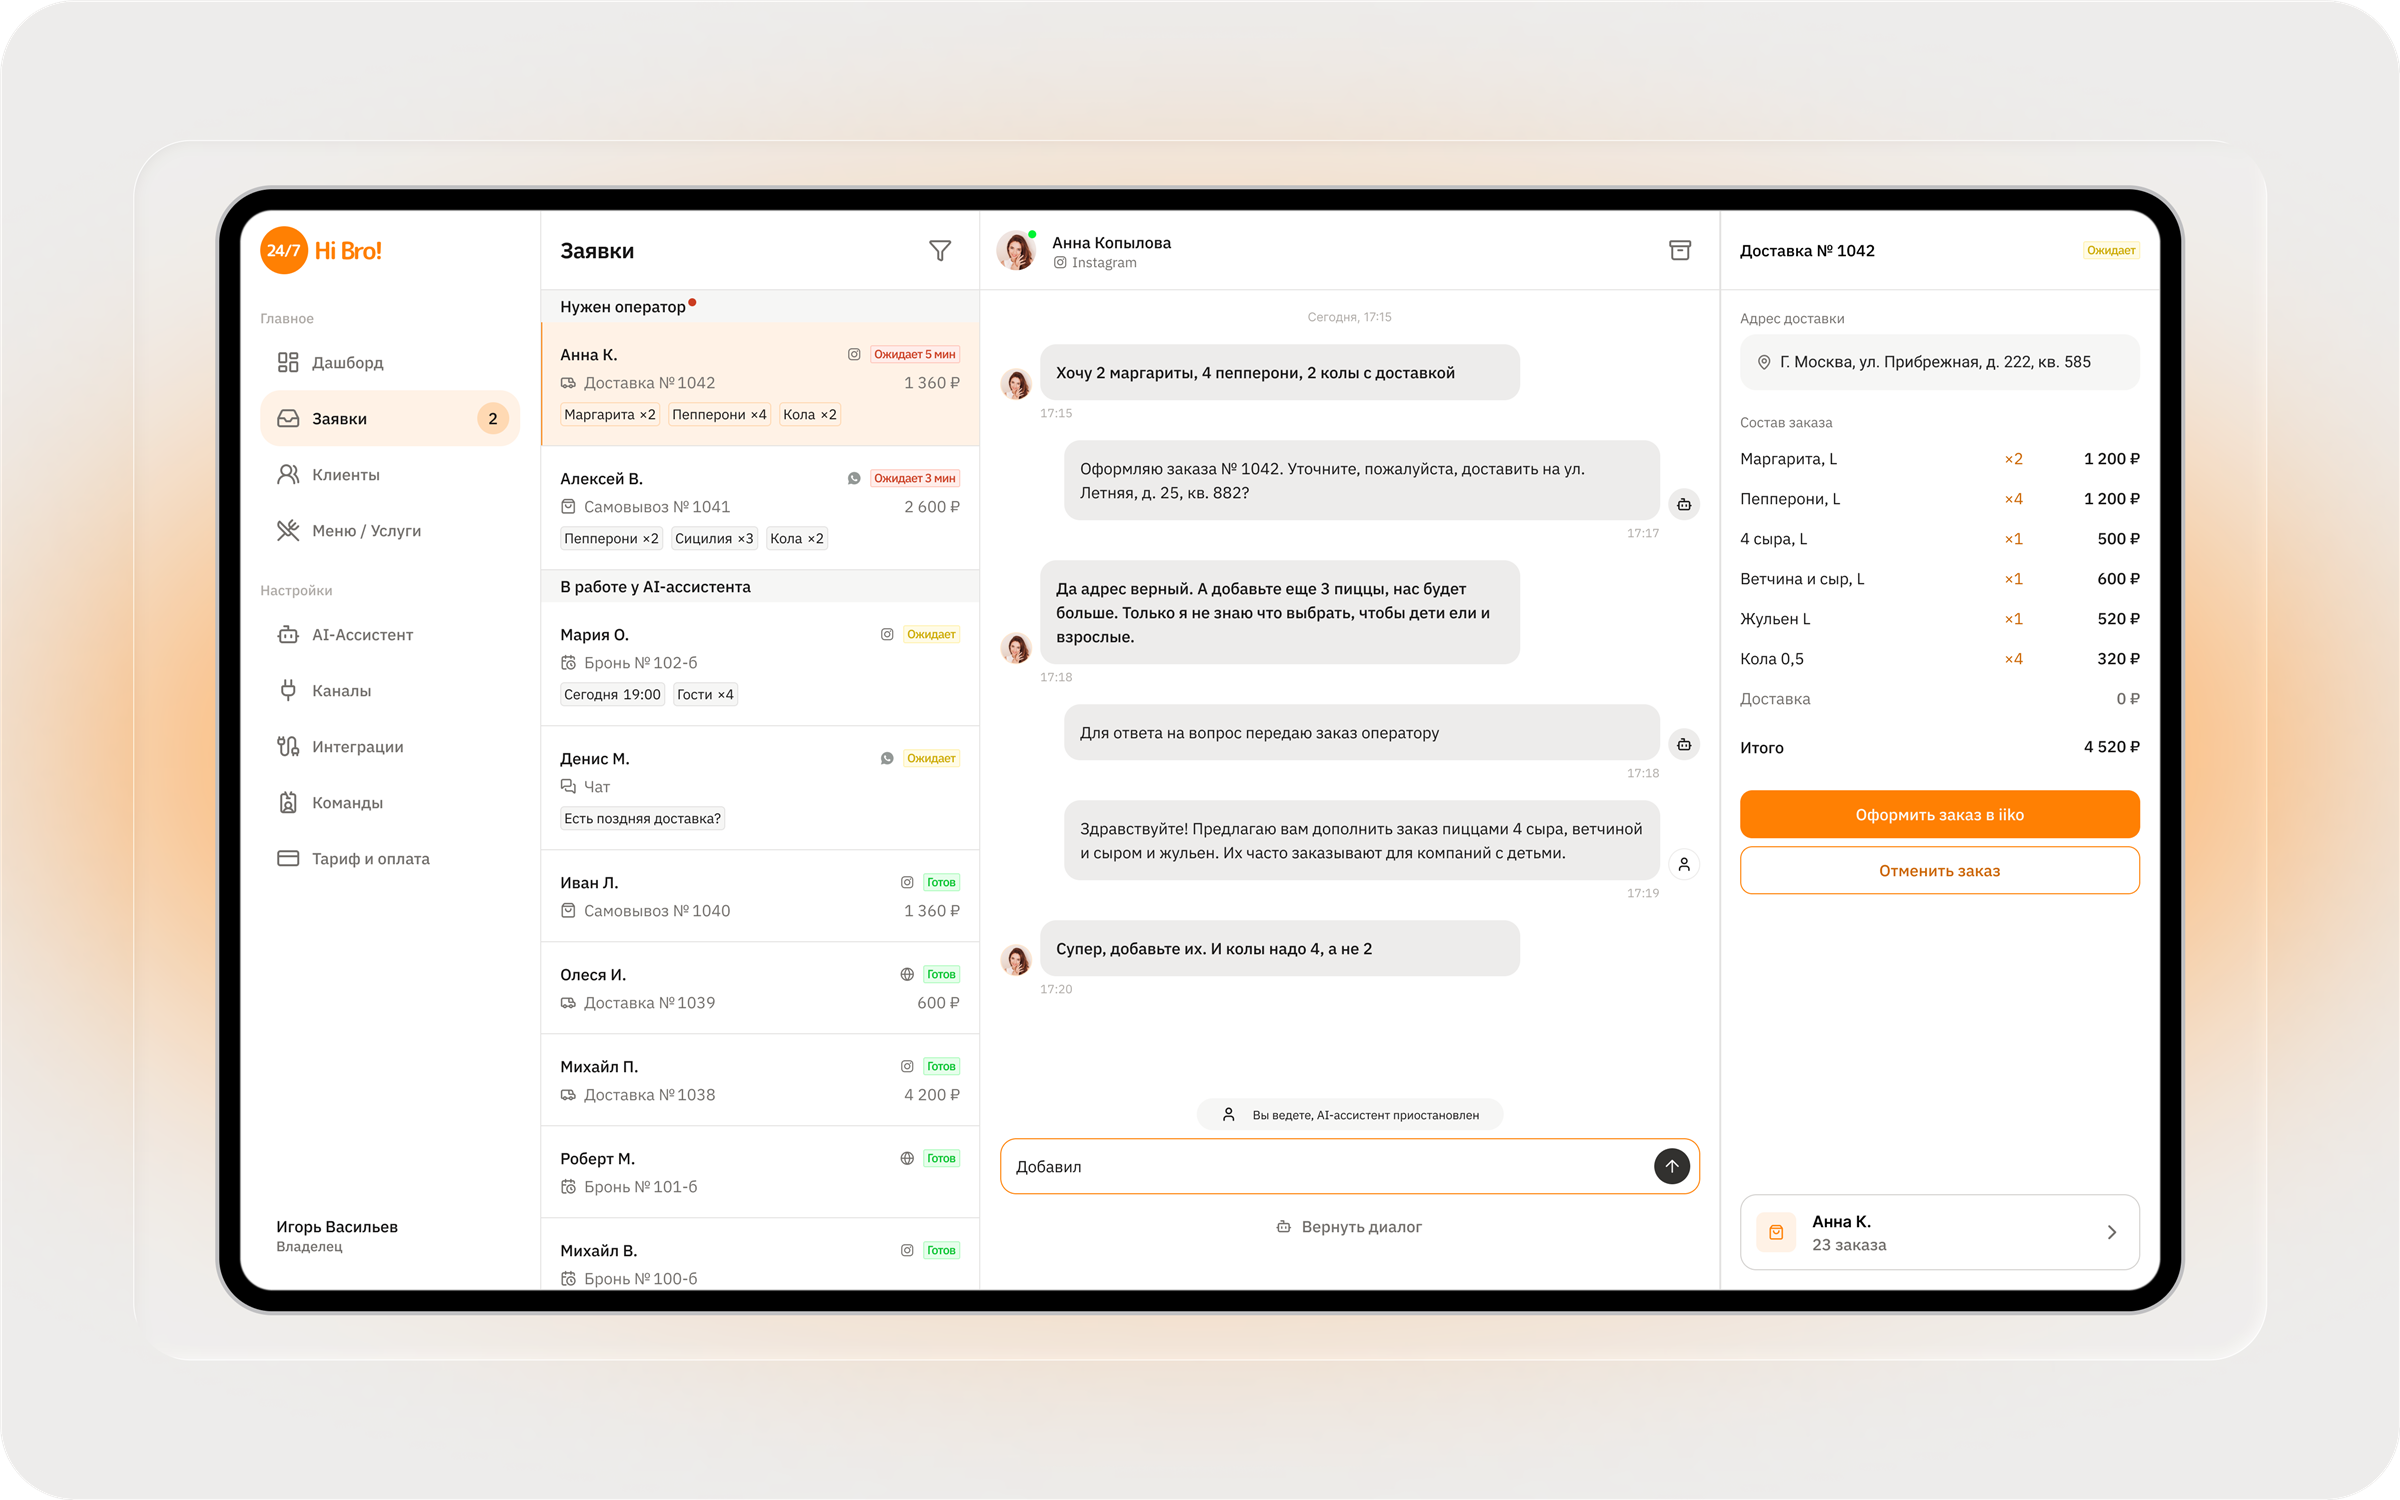 24/7 Hi Bro!
Главное
Дашборд
Заявки 2
Клиенты
Меню / Услуги
Настройки
AI-Ассистент
Каналы
Интеграции
Команды
Тариф и оплата
Игорь Васильев
Владелец
Заявки
Нужен оператор
Анна К. Ожидает 5 мин
Доставка № 1042 1 360 ₽
Маргарита ×2 Пепперони ×4 Кола ×2
Алексей В. Ожидает 3 мин
Самовывоз № 1041 2 600 ₽
Пепперони ×2 Сицилия ×3 Кола ×2
В работе у AI-ассистента
Мария О. Ожидает
Бронь № 102-б
Сегодня 19:00 Гости ×4
Денис М. Ожидает
Чат
Есть поздняя доставка?
Иван Л. Готов
Самовывоз № 1040 1 360 ₽
Олеся И. Готов
Доставка № 1039 600 ₽
Михайл П. Готов
Доставка № 1038 4 200 ₽
Роберт М. Готов
Бронь № 101-б
Михайл В. Готов
Бронь № 100-б
Анна Копылова
Instagram
Сегодня, 17:15
Хочу 2 маргариты, 4 пепперони, 2 колы с доставкой
17:15
Оформляю заказа № 1042. Уточните, пожалуйста, доставить на ул.
Летняя, д. 25, кв. 882?
17:17
Да адрес верный. А добавьте еще 3 пиццы, нас будет
больше. Только я не знаю что выбрать, чтобы дети ели и
взрослые.
17:18
Для ответа на вопрос передаю заказ оператору
17:18
Здравствуйте! Предлагаю вам дополнить заказ пиццами 4 сыра, ветчиной
и сыром и жульен. Их часто заказывают для компаний с детьми.
17:19
Супер, добавьте их. И колы надо 4, а не 2
17:20
Вы ведете, AI-ассистент приостановлен
Добавил
Вернуть диалог
Доставка № 1042 Ожидает
Адрес доставки
Г. Москва, ул. Прибрежная, д. 222, кв. 585
Состав заказа
Маргарита, L ×2 1 200 ₽
Пепперони, L ×4 1 200 ₽
4 сыра, L ×1 500 ₽
Ветчина и сыр, L ×1 600 ₽
Жульен L ×1 520 ₽
Кола 0,5 ×4 320 ₽
Доставка 0 ₽
Итого 4 520 ₽
Оформить заказ в iiko
Отменить заказ
Анна К.
23 заказа